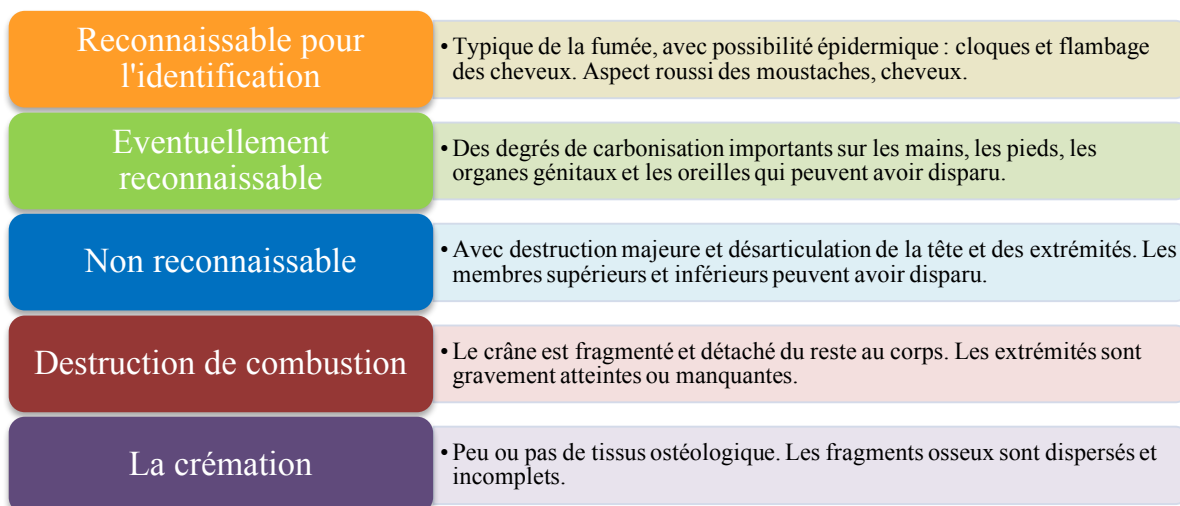 Reconnaissable pour
l'identification
• Typique de la fumée, avec possibilité épidermique : cloques et flambage
des cheveux. Aspect roussi des moustaches, cheveux.
Eventuellement
reconnaissable
• Des degrés de carbonisation importants sur les mains, les pieds, les
organes génitaux et les oreilles qui peuvent avoir disparu.
Non reconnaissable
• Avec destruction majeure et désarticulation de la tête et des extrémités. Les
membres supérieurs et inférieurs peuvent avoir disparu.
Destruction de combustion
• Le crâne est fragmenté et détaché du reste au corps. Les extrémités sont
gravement atteintes ou manquantes.
La crémation
• Peu ou pas de tissus ostéologique. Les fragments osseux sont dispersés et
incomplets.